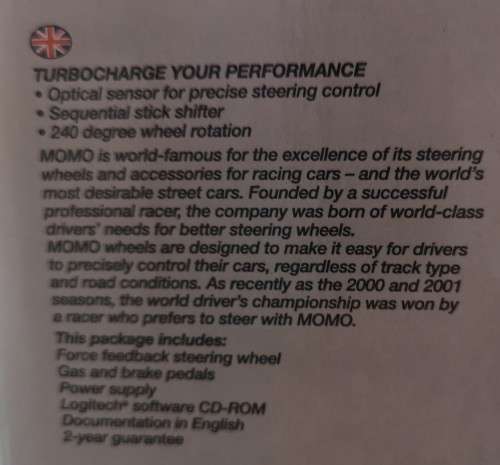 TURBOCHARGE YOUR PERFORMANCE
• Optical sensor for precise steering control
• Sequential stick shifter
• 240 degree wheel rotation
MOMO is world-famous for the excellence of its steering
wheels and accessories for racing cars – and the world's
most desirable street cars. Founded by a successful
professional racer, the company was born of world-class
drivers' needs for better steering wheels.
MOMO wheels are designed to make it easy for drivers
to precisely control their cars, regardless of track type
and road conditions. As recently as the 2000 and 2001
seasons, the world driver's championship was won by
a racer who prefers to steer with MOMO.
This package includes:
Force feedback steering wheel
Gas and brake pedals
Power supply
Logitech® software CD-ROM
Documentation in English
2-year guarantee